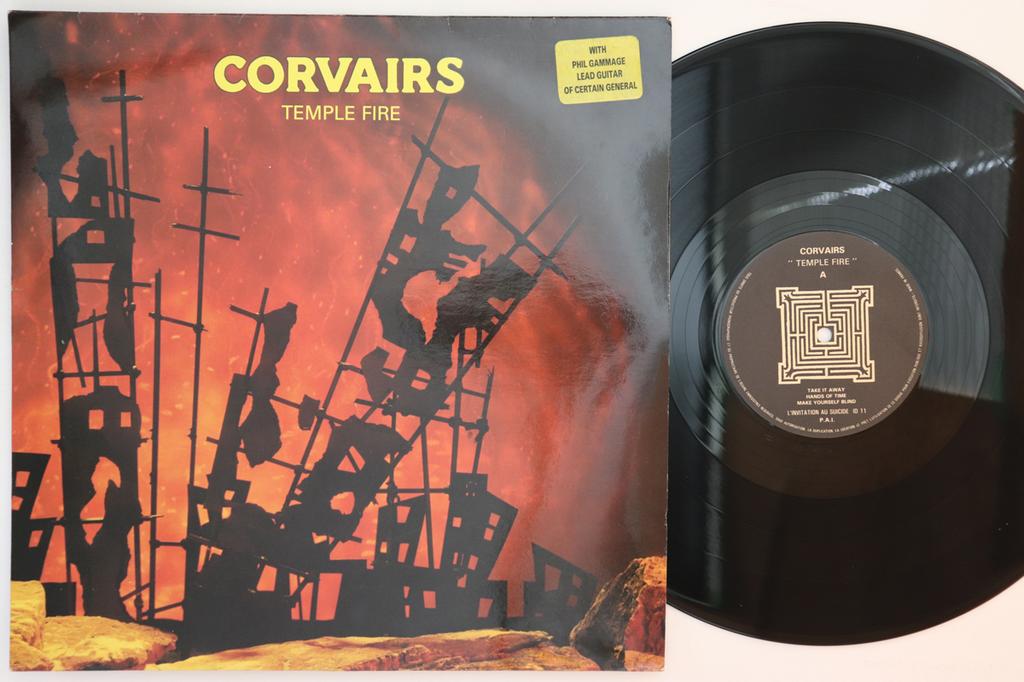 CORVAIRS
TEMPLE FIRE
WITH
PHIL GAMMAGE
LEAD GUITAR
OF CERTAIN GENERAL
CORVAIRS
" TEMPLE FIRE "
A
TAKE IT AWAY
HANDS OF TIME
MAKE YOURSELF BLIND
L'INVITATION AU SUICIDE ID 11
P.A.I.